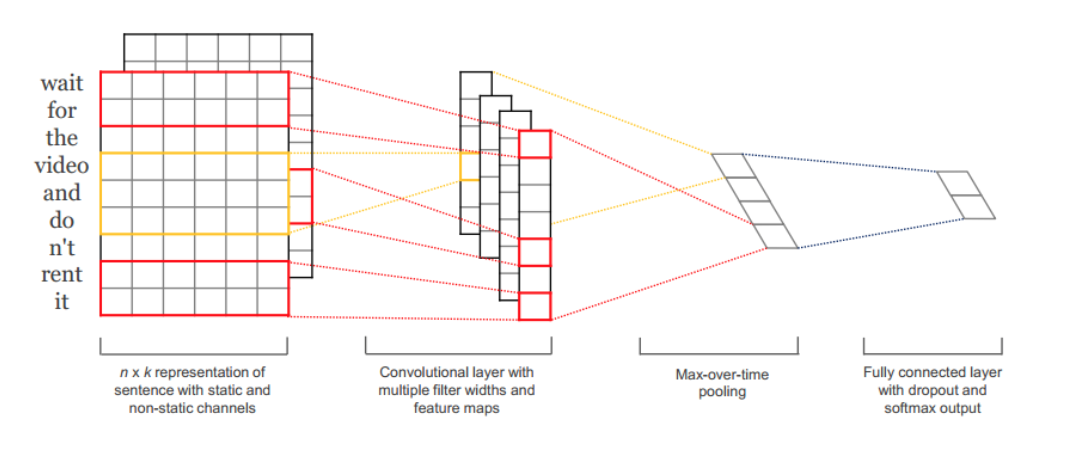 wait
for
the
video
and
do
n't
rent
it
n x k representation of
sentence with static and
non-static channels
Convolutional layer with
multiple filter widths and
feature maps
Max-over-time
pooling
Fully connected layer
with dropout and
softmax output